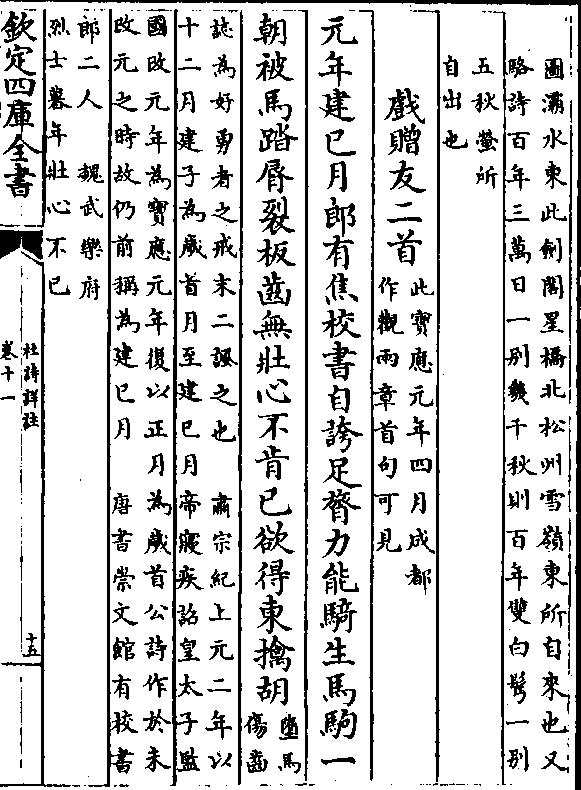 圖灞水東此劍閣星橋北松州雪嶺東所自來也又
略詩百年三萬日一别幾千秋則百年雙白鬓一别
五秋螢所
自出也
戲贈友二首
此寶應元年四月成都
作觀雨章首句可見
元年建巳月郎有焦校書自誇足膂力能騎生馬駒一
朝被馬踏脣裂板齒無壯心不肯已欲得東擒胡
墮馬
傷齒
誌為好勇者之戒末二諷之也　肅宗紀上元二年以
十二月建子為嵗首月至建巳月帝寢疾詔皇太子監
國改元年為寶應元年復以正月為嵗首公詩作於未
改元之時故仍前稱為建巳月　唐書崇文館有校書
郎二人　魏武樂府
烈士暮年壯心不已
欽定四庫全書
杜詩詳註
卷十一
十五